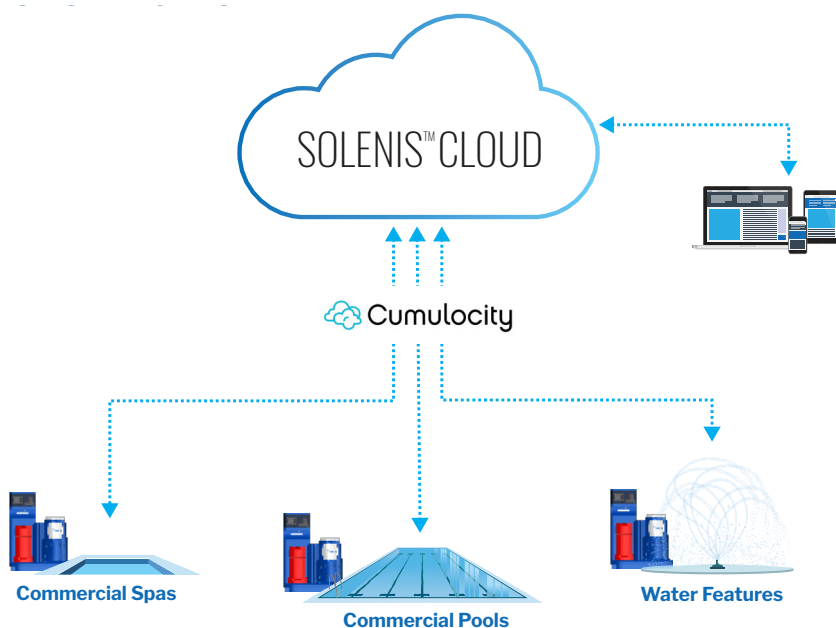 SOLENIS™ CLOUD
Cumulocity
Commercial Spas
Commercial Pools
Water Features